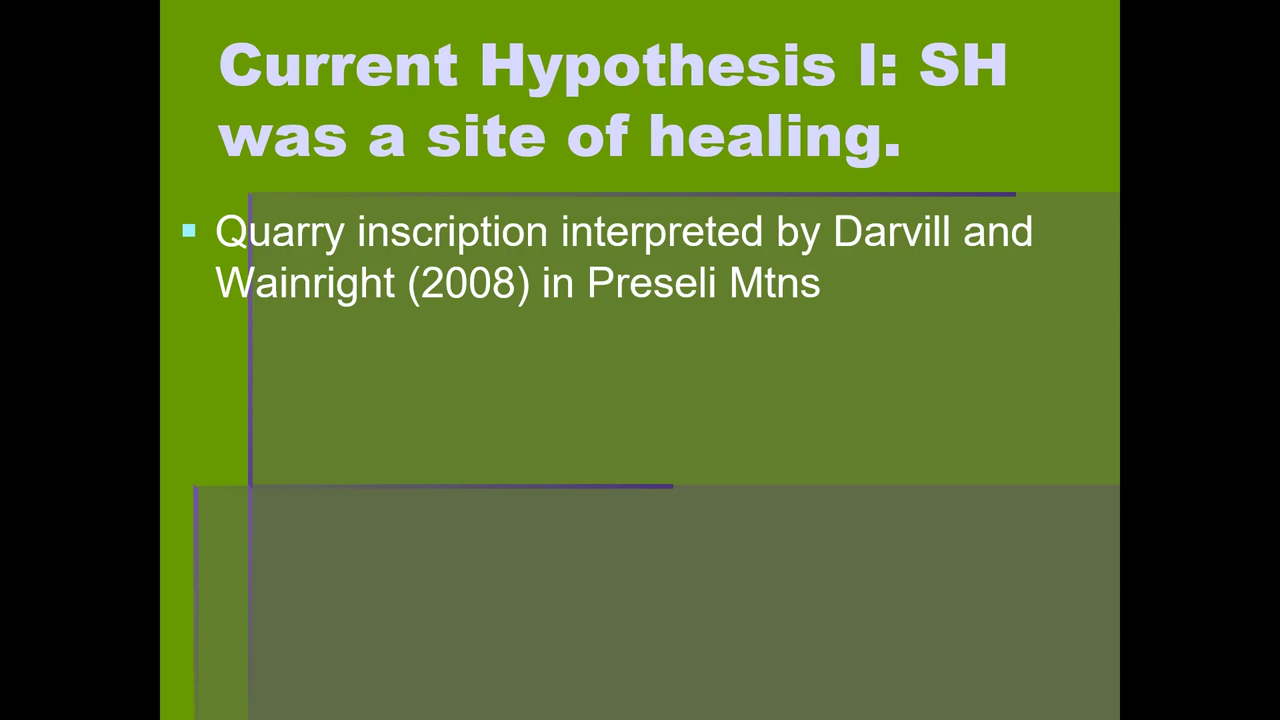 Current Hypothesis I: SH
was a site of healing.
Quarry inscription interpreted by Darvill and
Wainright (2008) in Preseli Mtns